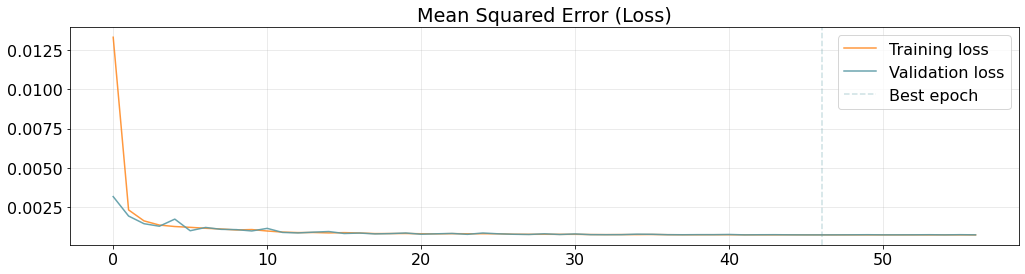 Mean Squared Error (Loss)
0.0125
0.0100
0.0075
0.0050
0.0025
0 10 20 30 40 50
Training loss
Validation loss
Best epoch